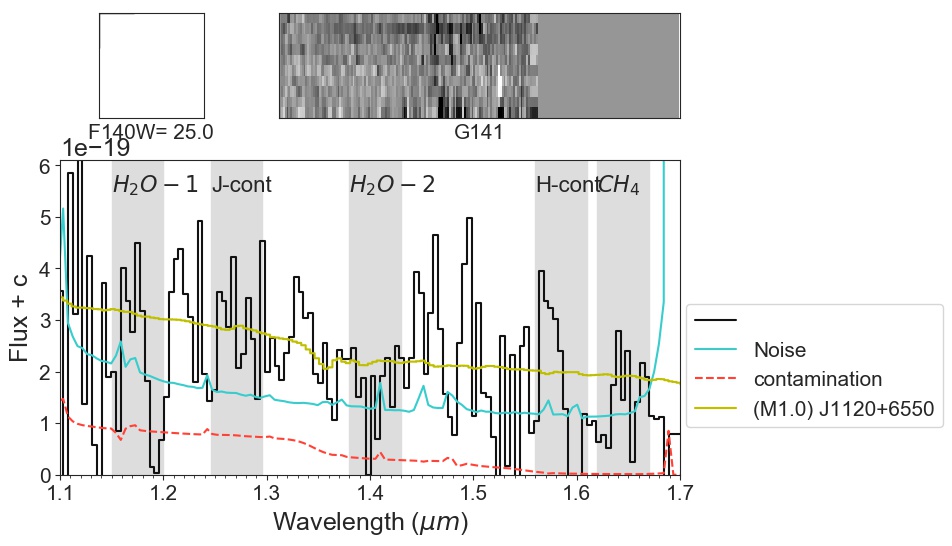 F140W= 25.0
G141
1e−19
H₂O − 1
J-cont
H₂O − 2
H-cont
CH₄
6
5
4
3
2
1
0
Flux + c
1.1
1.2
1.3
1.4
1.5
1.6
1.7
Wavelength (μm)
Noise
contamination
(M1.0) J1120+6550